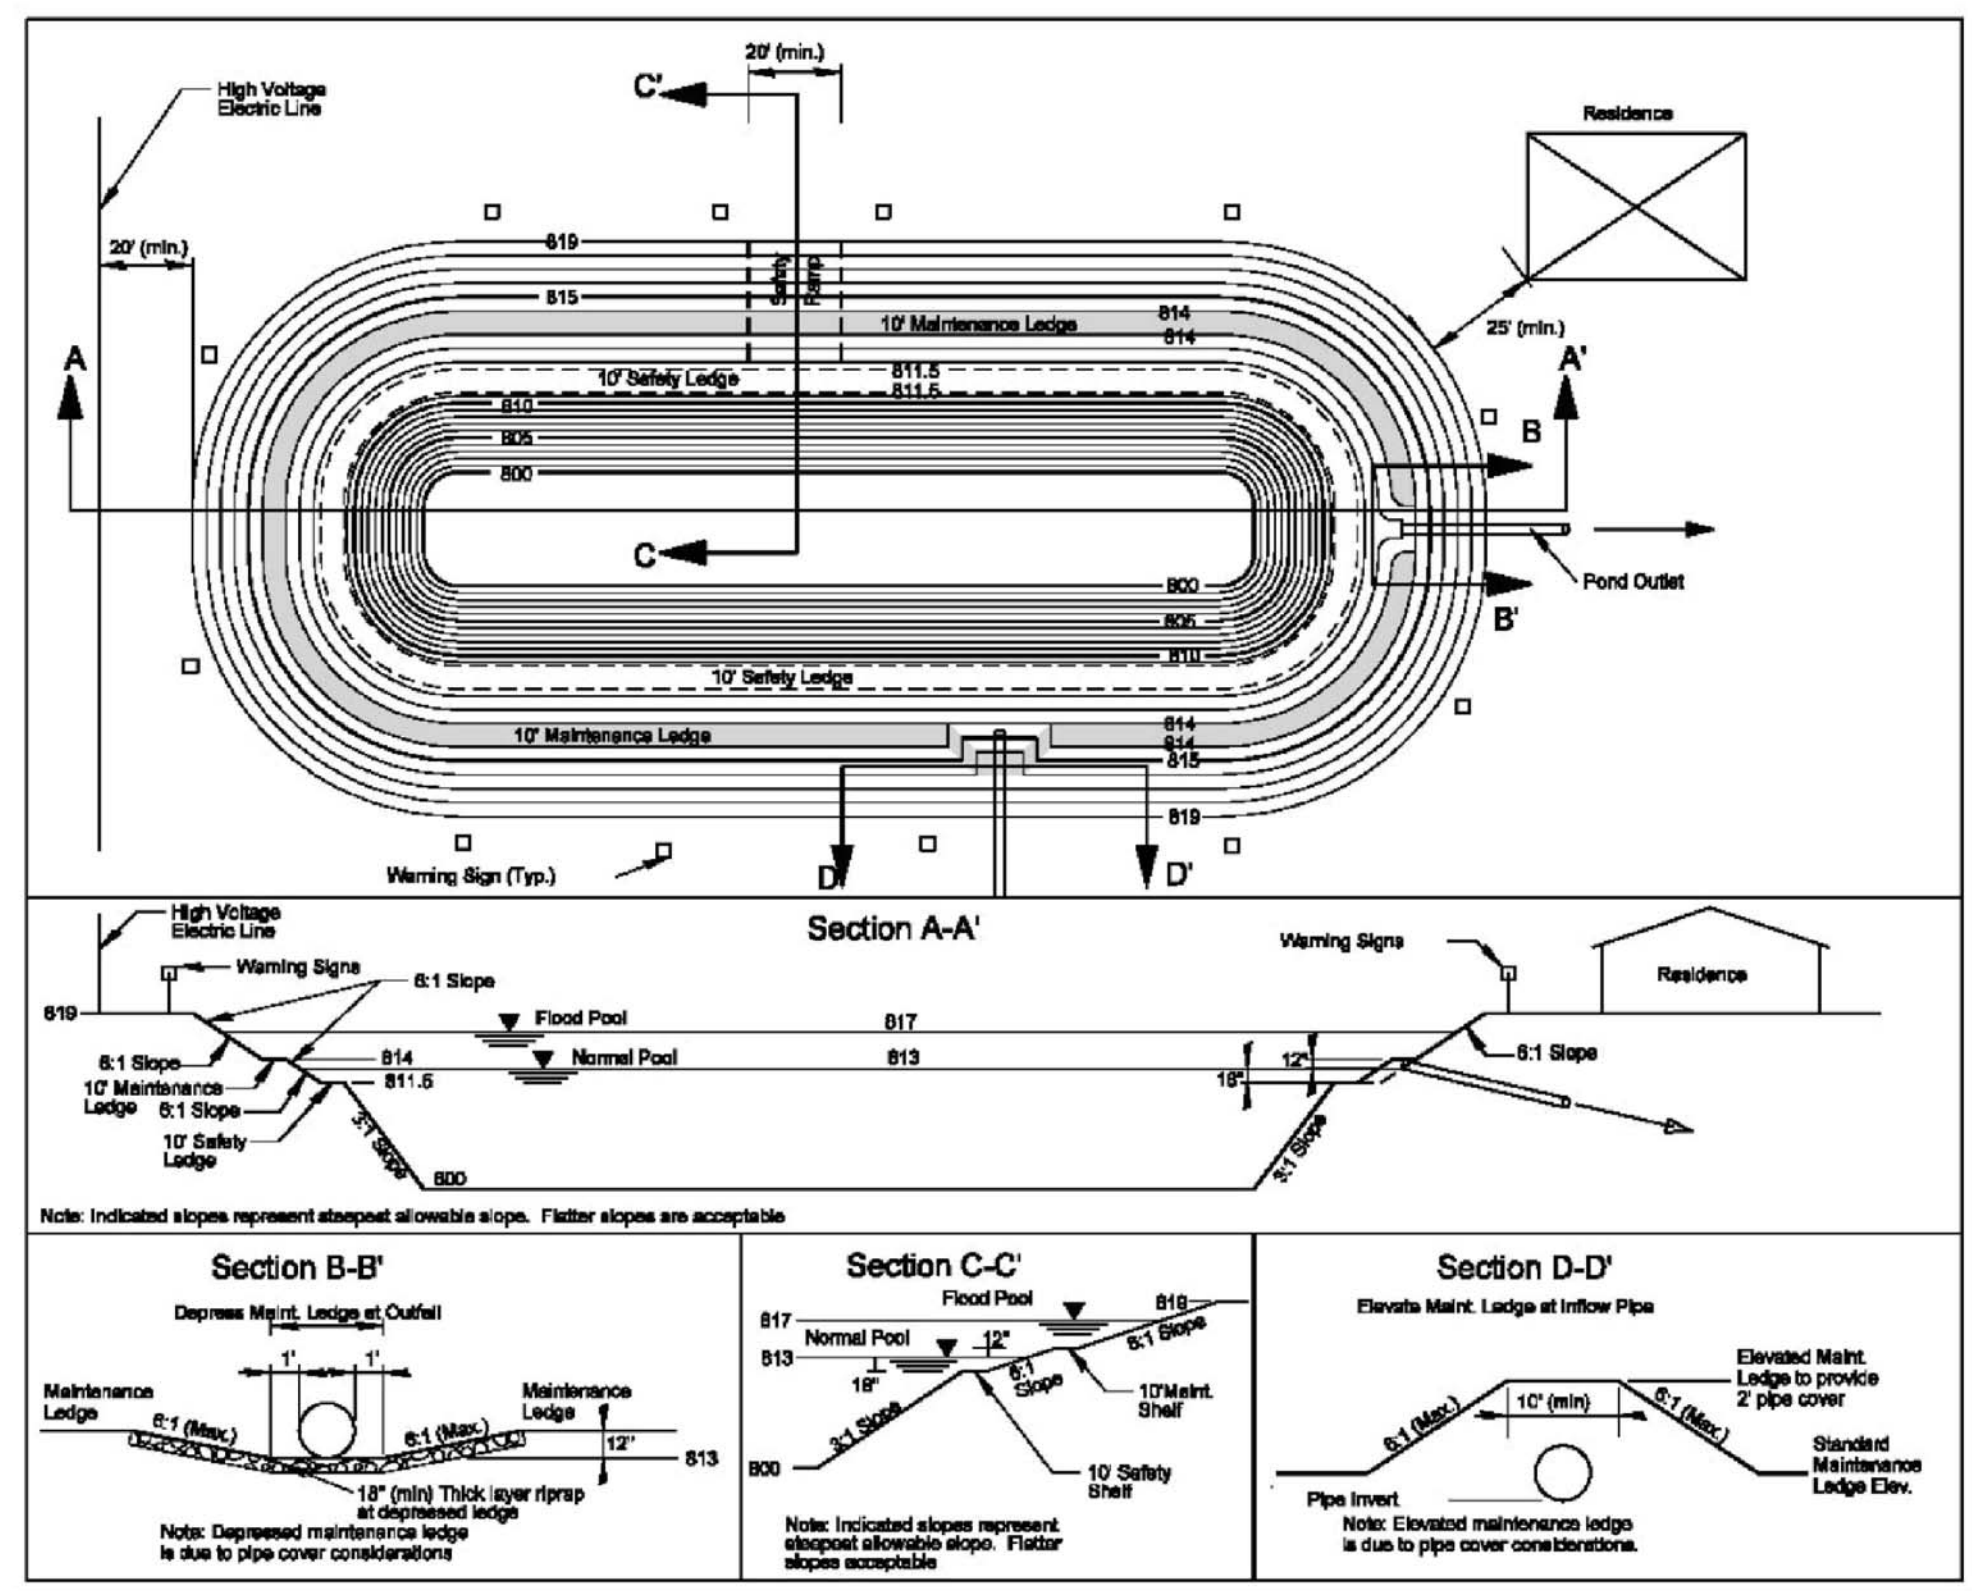 20' (min.)
C'
High Voltage
Electric Line
Residence
20' (min.)
819
Safety
Ramp
815
814
10' Maintenance Ledge
814
25' (min.)
A
A'
811.5
10' Safety Ledge
811.5
810
B
805
800
C
Pond Outlet
800
805
B'
810
10' Safety Ledge
814
10' Maintenance Ledge
814
815
819
Warning Sign (Typ.)
D
D'
High Voltage
Electric Line
Section A-A'
Warning Signs
Warning Signs
6:1 Slope
Residence
819
Flood Pool
817
6:1 Slope
814
Normal Pool
813
12"
6:1 Slope
10' Maintenance
Ledge
811.5
18"
6:1 Slope
10' Safety
Ledge
3:1 Slope
3:1 Slope
800
Note: Indicated slopes represent steepest allowable slope. Flatter slopes are acceptable
Section B-B'
Depress Maint. Ledge at Outfall
1'
1'
Maintenance
Ledge
Maintenance
Ledge
6:1 (Max.)
6:1 (Max.)
12"
813
18" (min) Thick layer riprap
at depressed ledge
Note: Depressed maintenance ledge
is due to pipe cover considerations
Section C-C'
Flood Pool
819
817
Normal Pool
12"
6:1 Slope
813
18"
6:1
Slope
10'Maint.
Shelf
3:1 Slope
800
10' Safety
Shelf
Note: Indicated slopes represent
steepest allowable slope. Flatter
slopes acceptable
Section D-D'
Elevate Maint. Ledge at Inflow Pipe
Elevated Maint.
Ledge to provide
2' pipe cover
10' (min)
6:1 (Max.)
6:1 (Max.)
Standard
Maintenance
Ledge Elev.
Pipe Invert
Note: Elevated maintenance ledge
is due to pipe cover considerations.